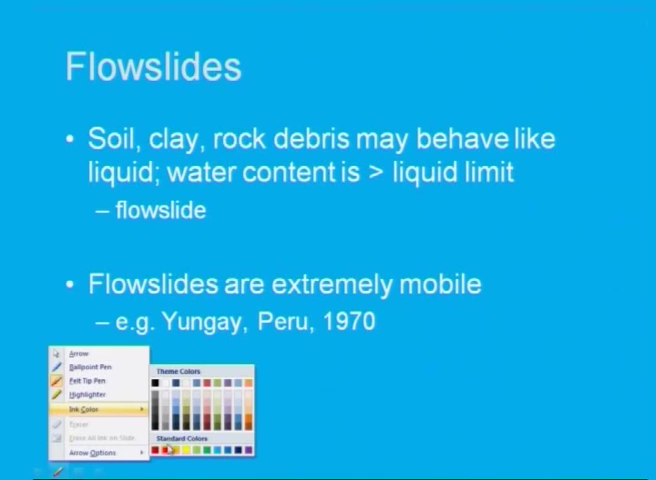 Flowslides
• Soil, clay, rock debris may behave like
liquid; water content is > liquid limit
– flowslide
• Flowslides are extremely mobile
– e.g. Yungay, Peru, 1970
Arrow
Ballpoint Pen
Felt Tip Pen
Highlighter
Ink Color
Eraser
Erase All Ink on Slide
Arrow Options
Theme Colors
Standard Colors